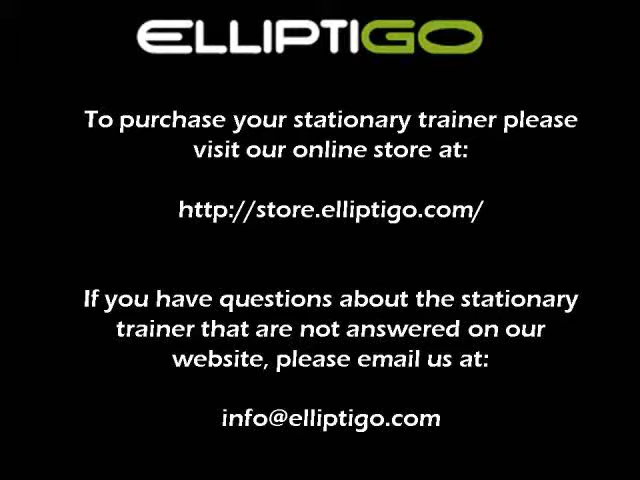 ELLIPTIGO
To purchase your stationary trainer please
visit our online store at:
http://store.elliptigo.com/
If you have questions about the stationary
trainer that are not answered on our
website, please email us at:
info@elliptigo.com